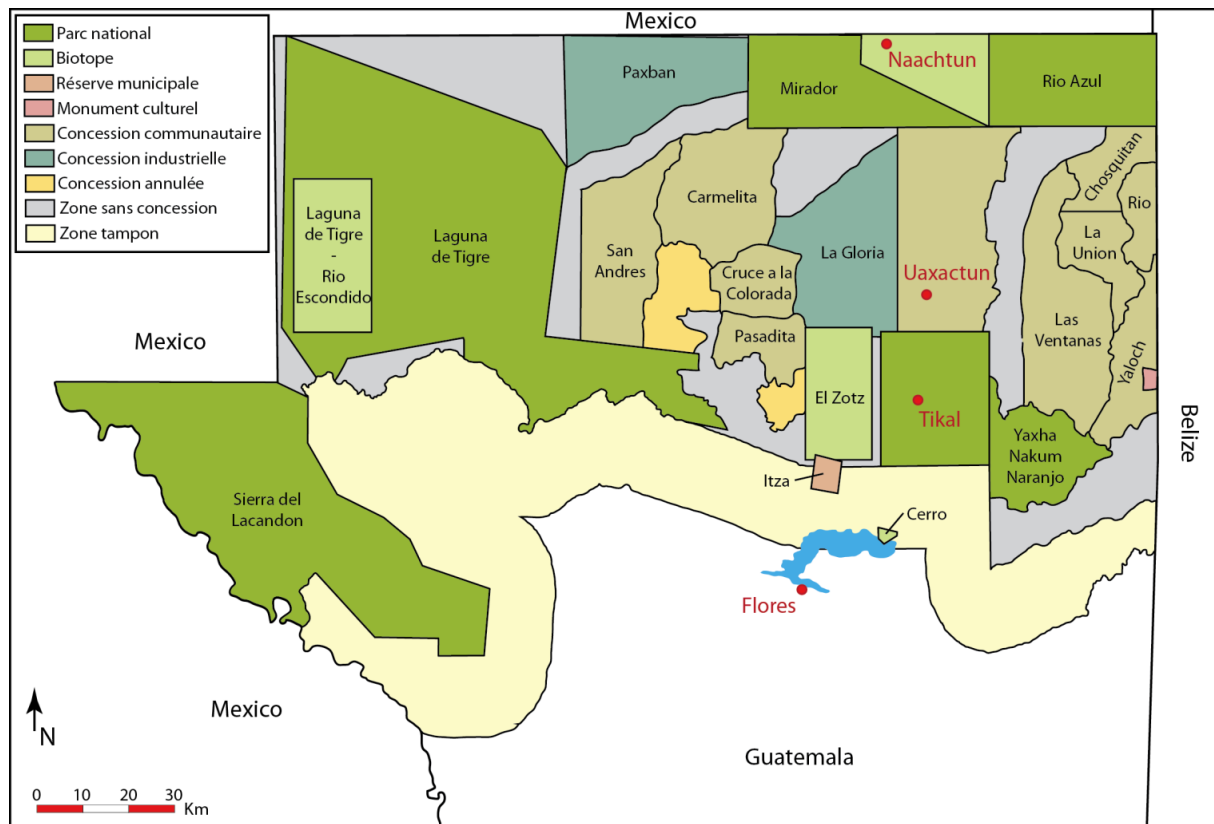 Mexico
Parc national
Biotope
Réserve municipale
Monument culturel
Concession communautaire
Concession industrielle
Concession annulée
Zone sans concession
Zone tampon
Paxban
Naachtun
Mirador
Rio Azul
Chosquitan
Carmelita
Rio
Laguna
de Tigre
-
Rio
Escondido
Laguna
de Tigre
San
Andres
La Gloria
La
Union
Cruce a la
Colorada
Uaxactun
Mexico
Pasadita
Las
Ventanas
Yaloch
El Zotz
Tikal
Belize
Yaxha
Nakum
Naranjo
Itza
Sierra del
Lacandon
Cerro
Flores
Mexico
N
Guatemala
0 10 20 30
Km